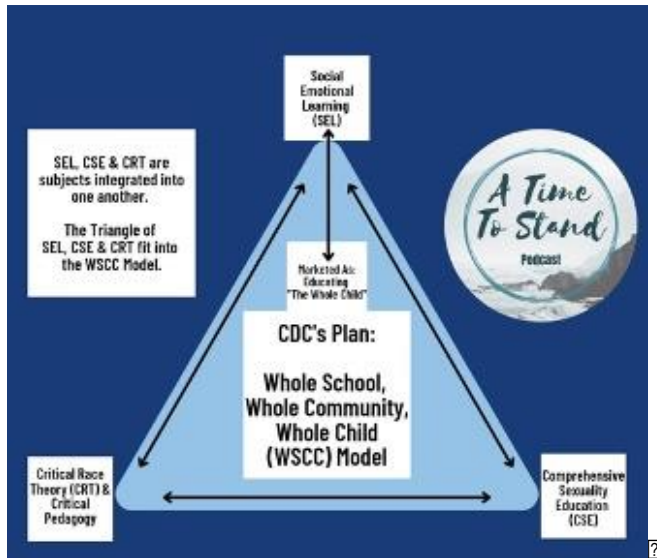 Social
Emotional
Learning
(SEL)
SEL, CSE & CRT are
subjects integrated into
one another.
The Triangle of
SEL, CSE & CRT fit into
the WSCC Model.
A Time
To Stand
Podcast
Marketed As:
Educating
"The Whole Child"
CDC's Plan:
Whole School,
Whole Community,
Whole Child
(WSCC) Model
Critical Race
Theory (CRT) &
Critical
Pedagogy
Comprehensive
Sexuality
Education
(CSE)